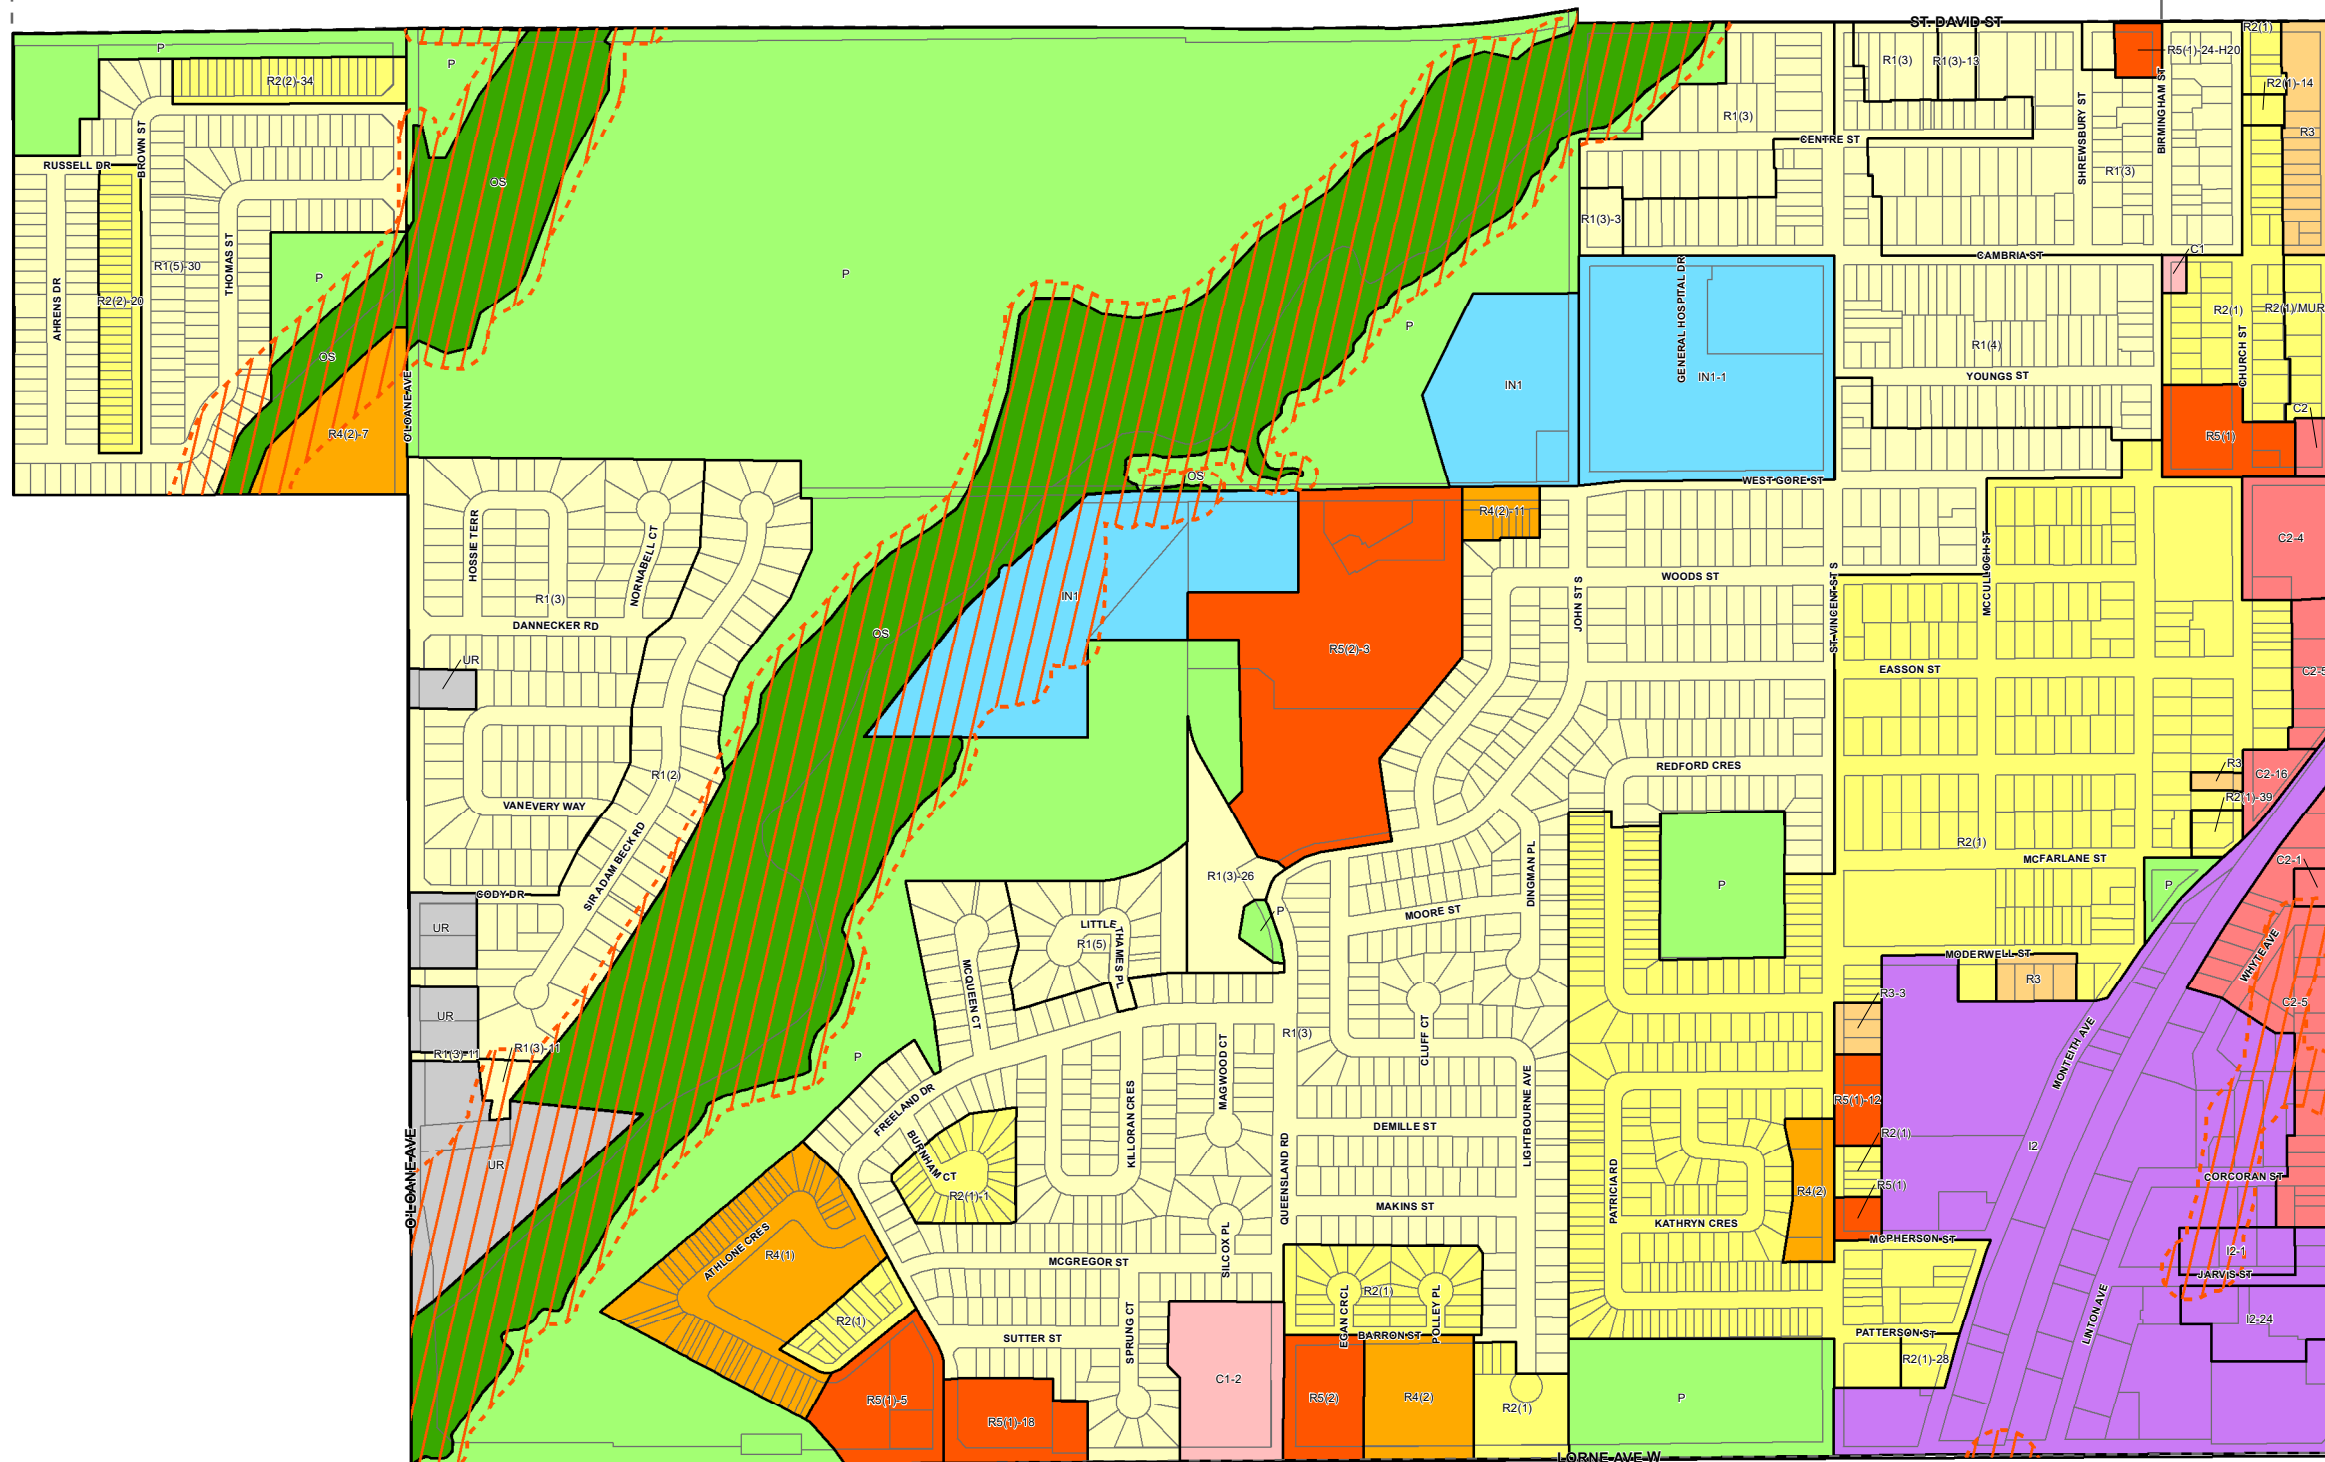 ST. DAVID ST
P
P
R2(2)-34
R1(3)
R1(3)-13
R5(1)-24-H20
R2(1)
R2(1)-14
R3
RUSSELL DR
BROWN ST
R1(3)
CENTRE ST
SHREWSBURY ST
BIRMINGHAM ST
R1(3)
OS
R1(3)-3
CAMBRIA ST
C1
THOMAS ST
R1(5)-30
P
P
AHRENS DR
R2(2)-20
GENERAL HOSPITAL DR
R2(1)
R2(1)/MUR
P
OS
R1(4)
CHURCH ST
YOUNGS ST
IN1
IN1-1
O'LOANE AVE
C2
R4(2)-7
R5(1)
OS
WEST GORE ST
R4(2)-11
C2-4
HOSSIE TERR
NORNABELL CT
R1(3)
DANNECKER RD
IN1
JOHN ST S
WOODS ST
ST VINCENT ST S
MCCULLOCH ST
OS
R5(2)-3
UR
EASSON ST
C2-5
R1(2)
REDFORD CRES
R3
C2-16
VANEVERY WAY
R2(1)-39
SIR ADAM BECK RD
R2(1)
MCFARLANE ST
C2-1
CODY DR
R1(3)-26
DINGMAN PL
P
P
P
MOORE ST
UR
LITTLE
THAMES PL
R1(5)
MODERWELL ST
WHYTE AVE
MCQUEEN CT
R3
R3-3
C2-5
UR
R1(3)
CLUFF CT
R1(3)-11
R1(3)-11
P
MAGWOOD CT
MONTEITH AVE
FREELAND DR
KILLORAN CRES
LIGHTBOURNE AVE
R5(1)-12
DEMILLE ST
R2(1)
I2
BURNHAM CT
UR
O'LOANE AVE
R2(1)-1
QUEENSLAND RD
PATRICIA RD
R4(2)
R5(1)
CORCORAN ST
MAKINS ST
KATHRYN CRES
MCPHERSON ST
ATHLONE CRES
R4(1)
SILCOX PL
MCGREGOR ST
I2-1
JARVIS ST
R2(1)
EGAN CRCL
POLLEY PL
R2(1)
LINTON AVE
I2-24
SUTTER ST
SPRUNG CT
BARRON ST
PATTERSON ST
R2(1)-28
C1-2
R5(1)-5
R5(2)
R4(2)
P
R2(1)
R5(1)-18
LORNE AVE W